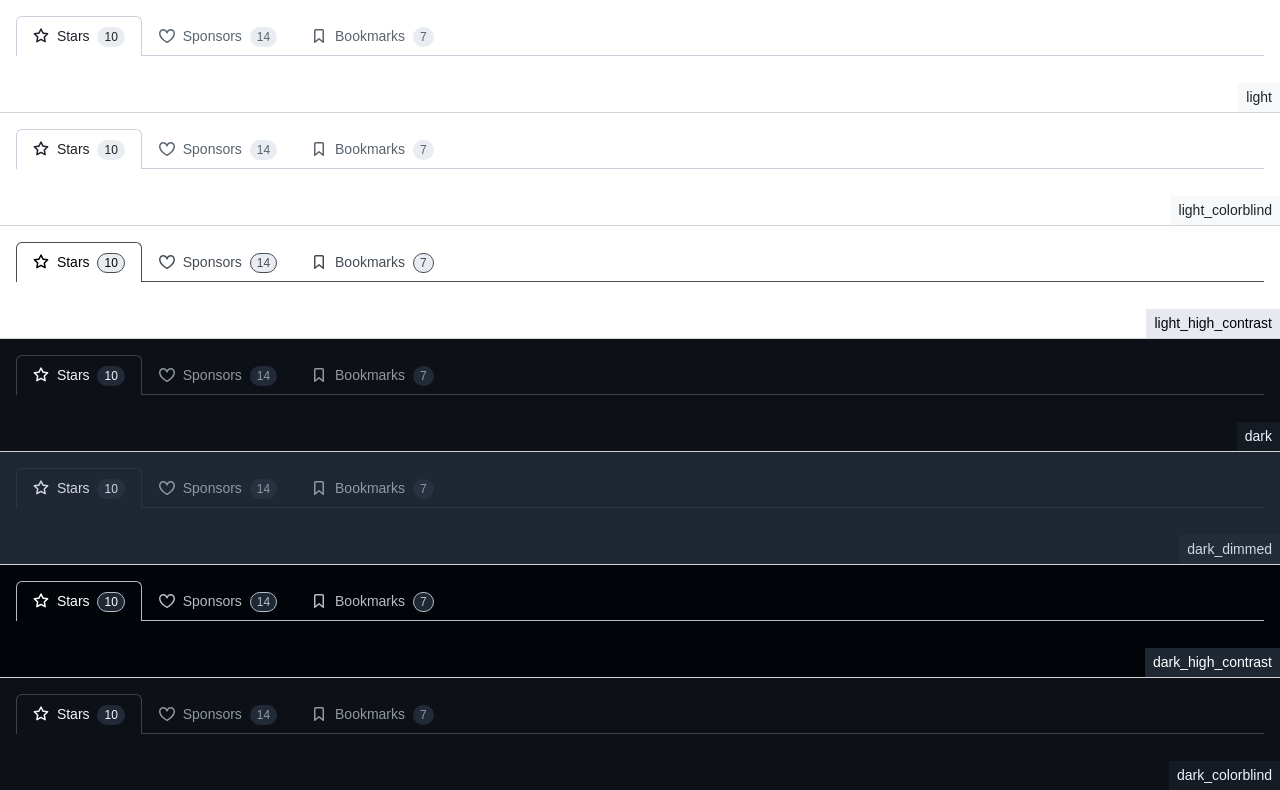 Stars 10 Sponsors 14 Bookmarks 7
light
Stars 10 Sponsors 14 Bookmarks 7
light_colorblind
Stars 10 Sponsors 14 Bookmarks 7
light_high_contrast
Stars 10 Sponsors 14 Bookmarks 7
dark
Stars 10 Sponsors 14 Bookmarks 7
dark_dimmed
Stars 10 Sponsors 14 Bookmarks 7
dark_high_contrast
Stars 10 Sponsors 14 Bookmarks 7
dark_colorblind